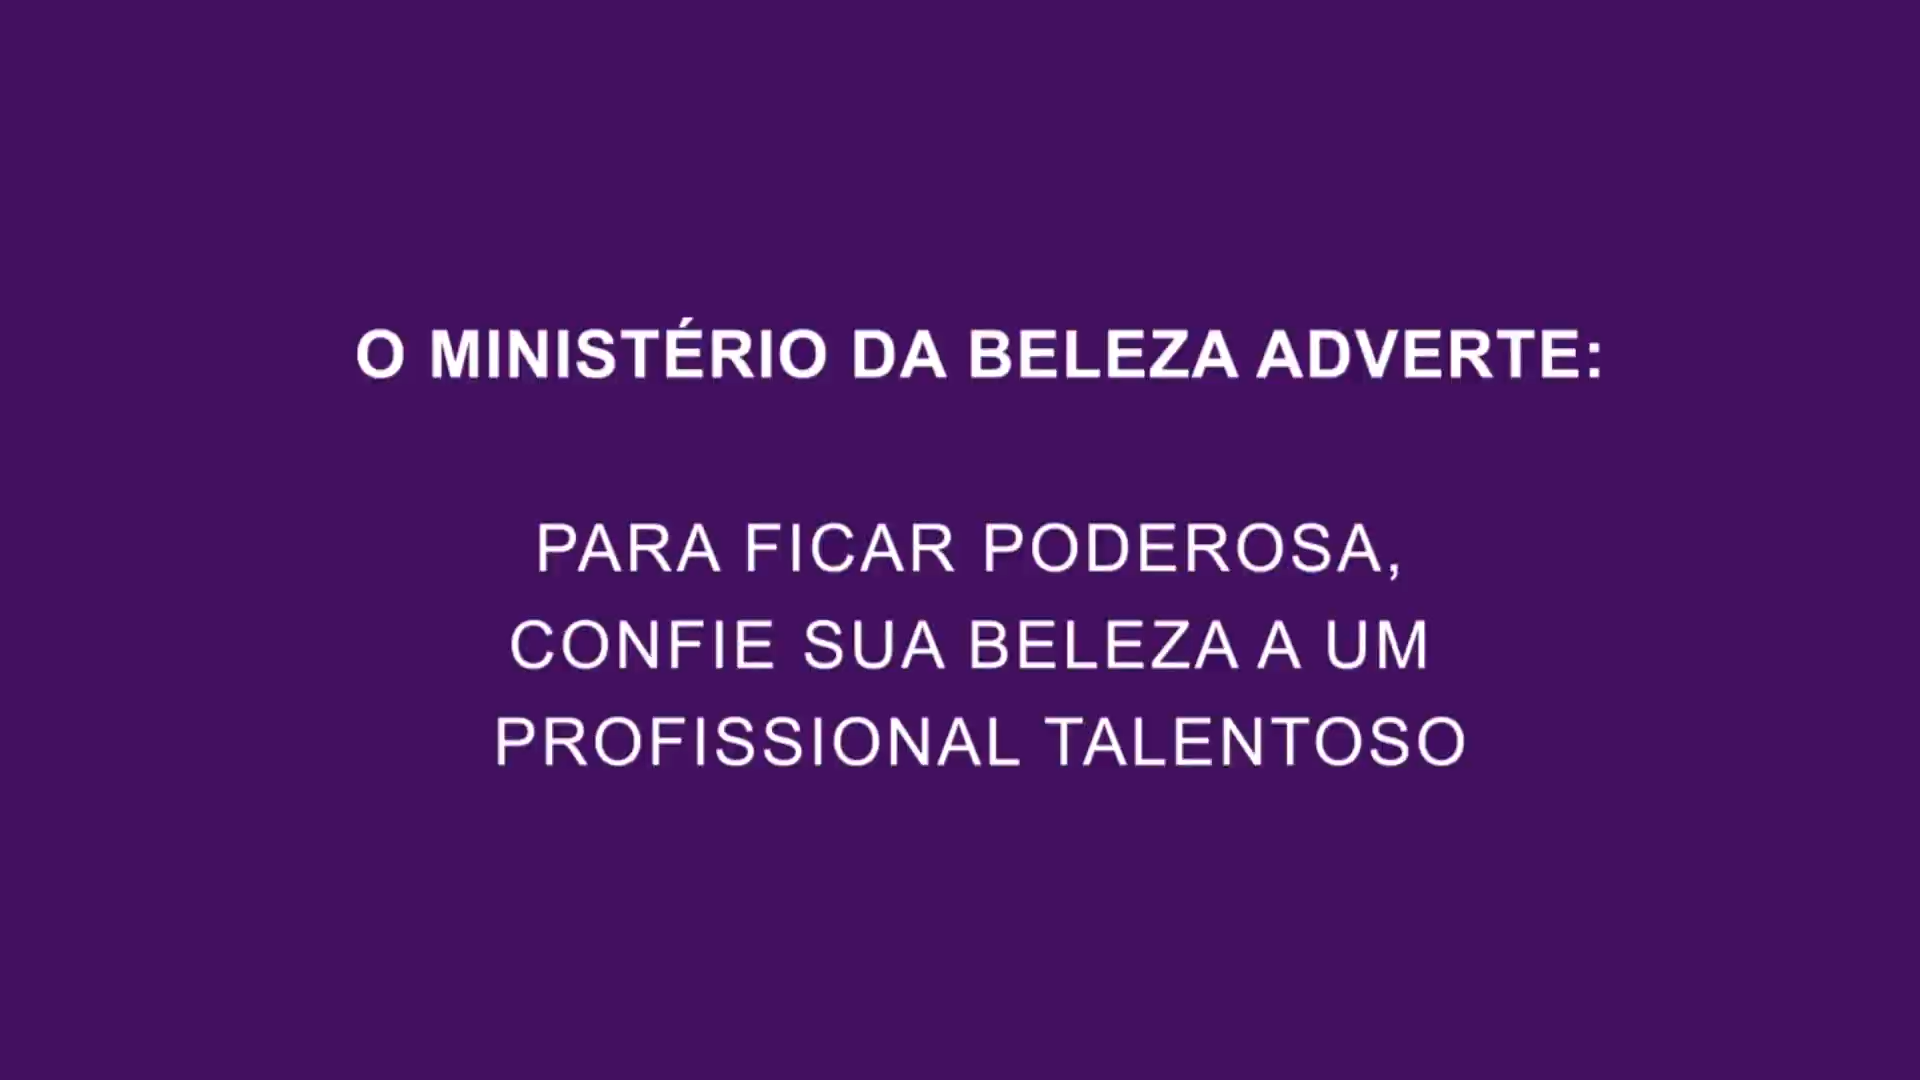 O MINISTÉRIO DA BELEZA ADVERTE:
PARA FICAR PODEROSA,
CONFIE SUA BELEZA A UM
PROFISSIONAL TALENTOSO